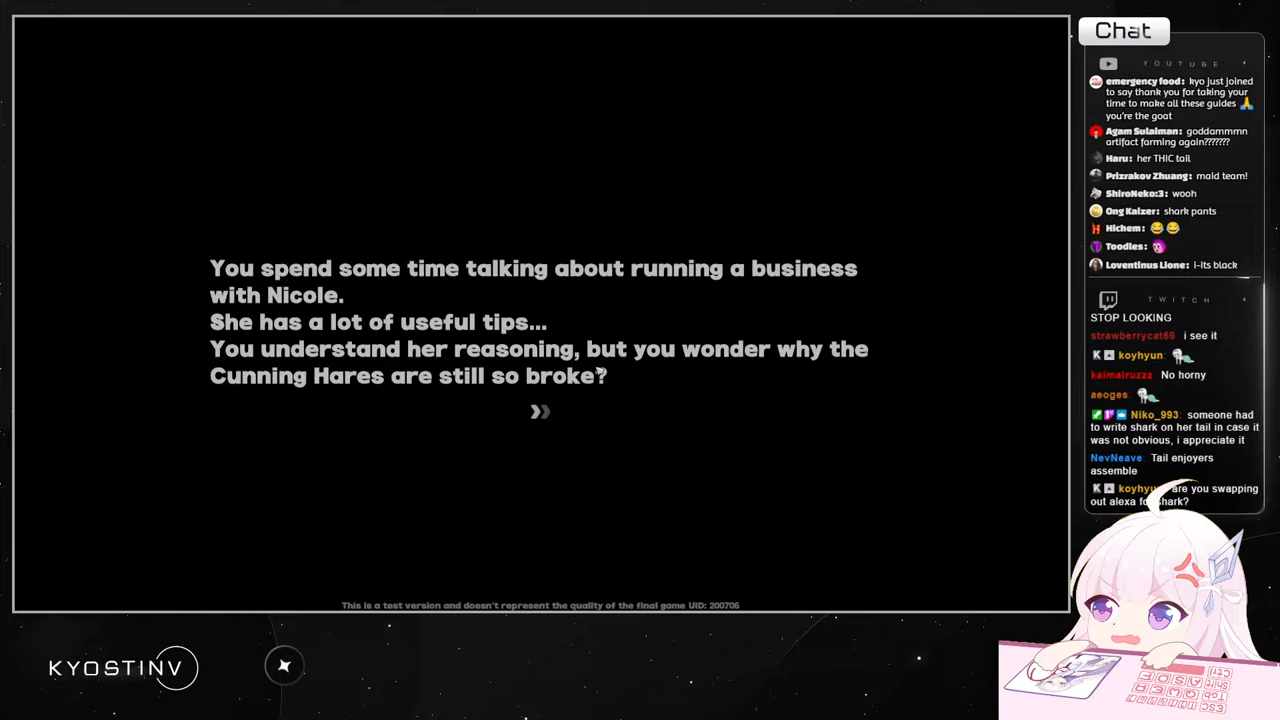 Chat
YOUTUBE
emergency food: kyo just joined
to say thank you for taking your
time to make all these guides 🙏
you're the goat
Agam Sulaiman: goddammmn
artifact farming again???????
Haru: her THIC tail
Prizrakov Zhuang: maid team!
ShiroNeko:3: wooh
Ong Kaizer: shark pants
Hichem: 😂😂
Toodles:
Loventinus Lione: i-its black
TWITCH
STOP LOOKING
strawberrycat69 i see it
K koyhyun:
kaimairuzzz No horny
aeoges:
Niko_993: someone had
to write shark on her tail in case it
was not obvious, i appreciate it
NevNeave: Tail enjoyers
assemble
K are you swapping
out alexa shark?
You spend some time talking about running a business
with Nicole.
She has a lot of useful tips...
You understand her reasoning, but you wonder why the
Cunning Hares are still so broke?
This is a test version and doesn't represent the quality of the final game UID: 200706
KYOSTINV
Ctrl
Shift
Tab
ESC